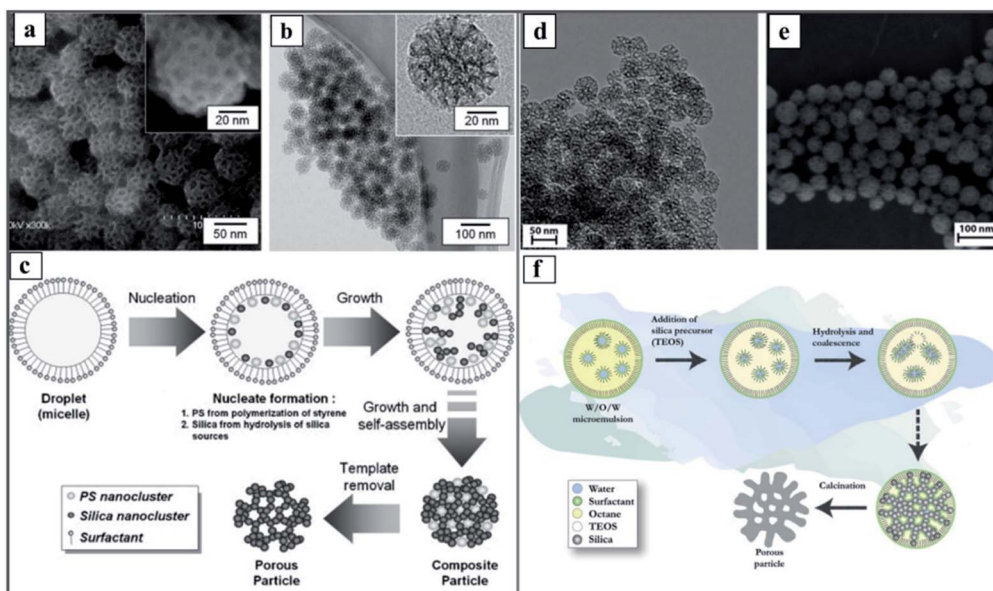 a
20 nm
0kV x300k
50 nm
b
20 nm
100 nm
d
50 nm
e
100 nm
c
Nucleation
Growth
Droplet
(micelle)
Nucleate formation :
1. PS from polymerization of styrene
2. Silica from hydrolysis of silica
sources
Growth and
self-assembly
Template
removal
PS nanocluster
Silica nanocluster
Surfactant
Porous
Particle
Composite
Particle
f
Addition of
silica precursor
(TEOS)
Hydrolysis and
coalescence
W/O/W
microemulsion
Calcination
Water
Surfactant
Octane
TEOS
Silica
Porous
particle